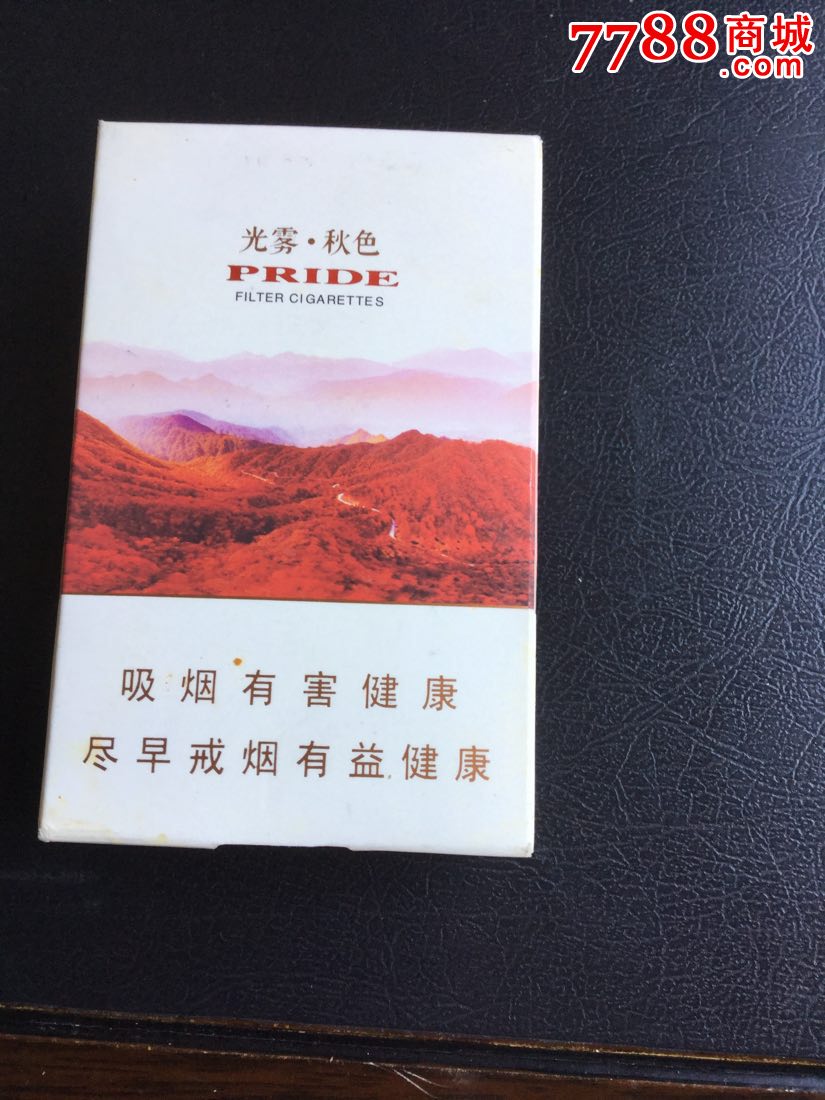 7788商城
.com
光雾·秋色
PRIDE
FILTER CIGARETTES
吸烟有害健康
尽早戒烟有益健康